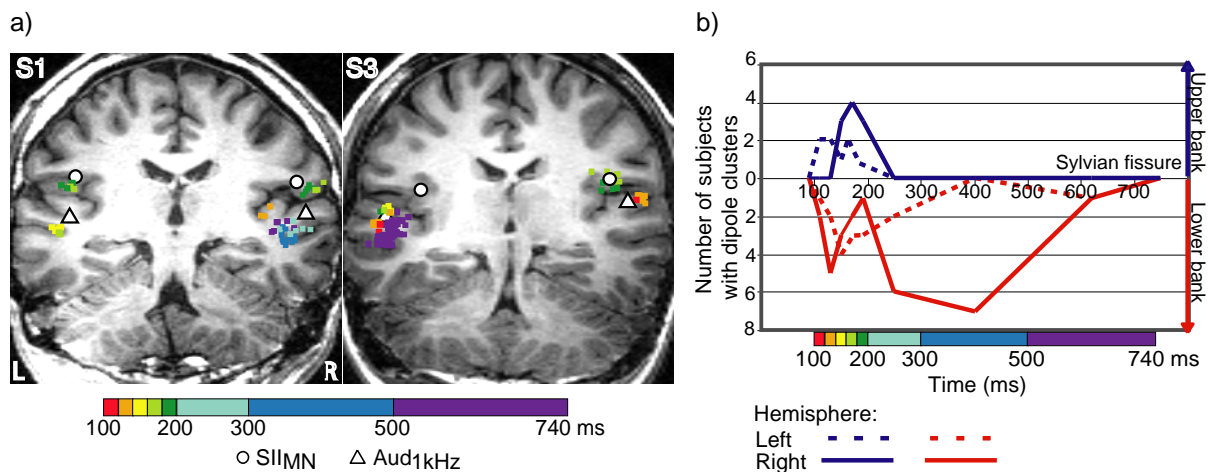 a)
S1
S3
L
R
100
200
300
500
740 ms
○ SIIMN △ Aud1kHz
b)
Number of subjects
with dipole clusters
6
4
2
0
2
4
6
8
Sylvian fissure
100 200 300 400 500 600 700
Upper bank
Lower bank
100 200 300 500 740 ms
Time (ms)
Hemisphere:
Left
Right